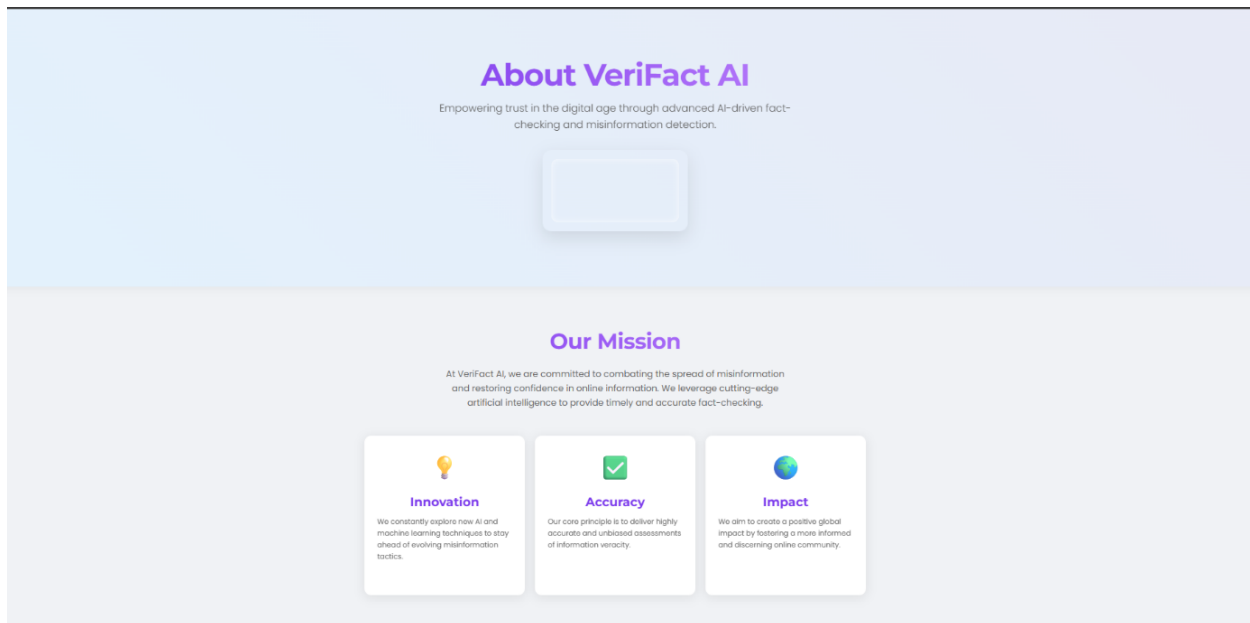 About VeriFact AI
Empowering trust in the digital age through advanced AI-driven fact-
checking and misinformation detection.
Our Mission
At VeriFact AI, we are committed to combating the spread of misinformation
and restoring confidence in online information. We leverage cutting-edge
artificial intelligence to provide timely and accurate fact-checking.
Innovation
We constantly explore new AI and
machine learning techniques to stay
ahead of evolving misinformation
tactics.
Accuracy
Our core principle is to deliver highly
accurate and unbiased assessments
of information veracity.
Impact
We aim to create a positive global
impact by fostering a more informed
and discerning online community.